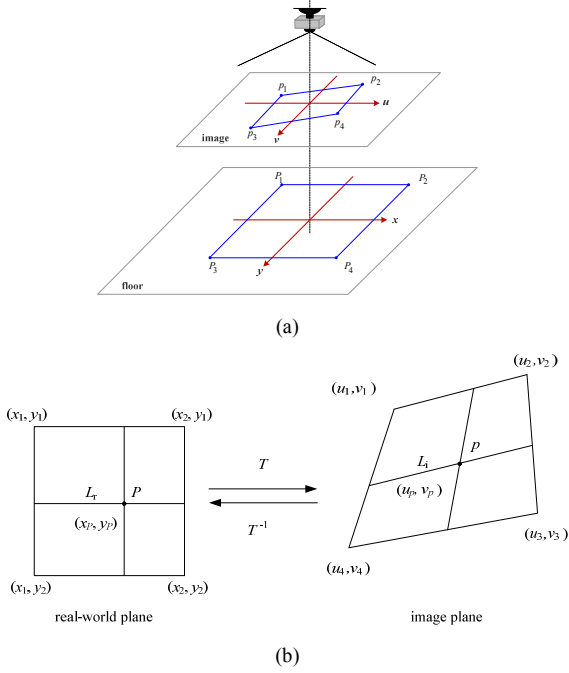 p1
p2
u
p4
image
p3
v
P1
P2
x
y
P3
P4
floor
(a)
(u2,v2)
(u1,v1)
(x1, y1)
(x2, y1)
T
p
Li
Lr
P
(up, vp)
(xP, yP)
T-1
(u3,v3)
(u4,v4)
(x1, y2)
(x2, y2)
real-world plane
image plane
(b)